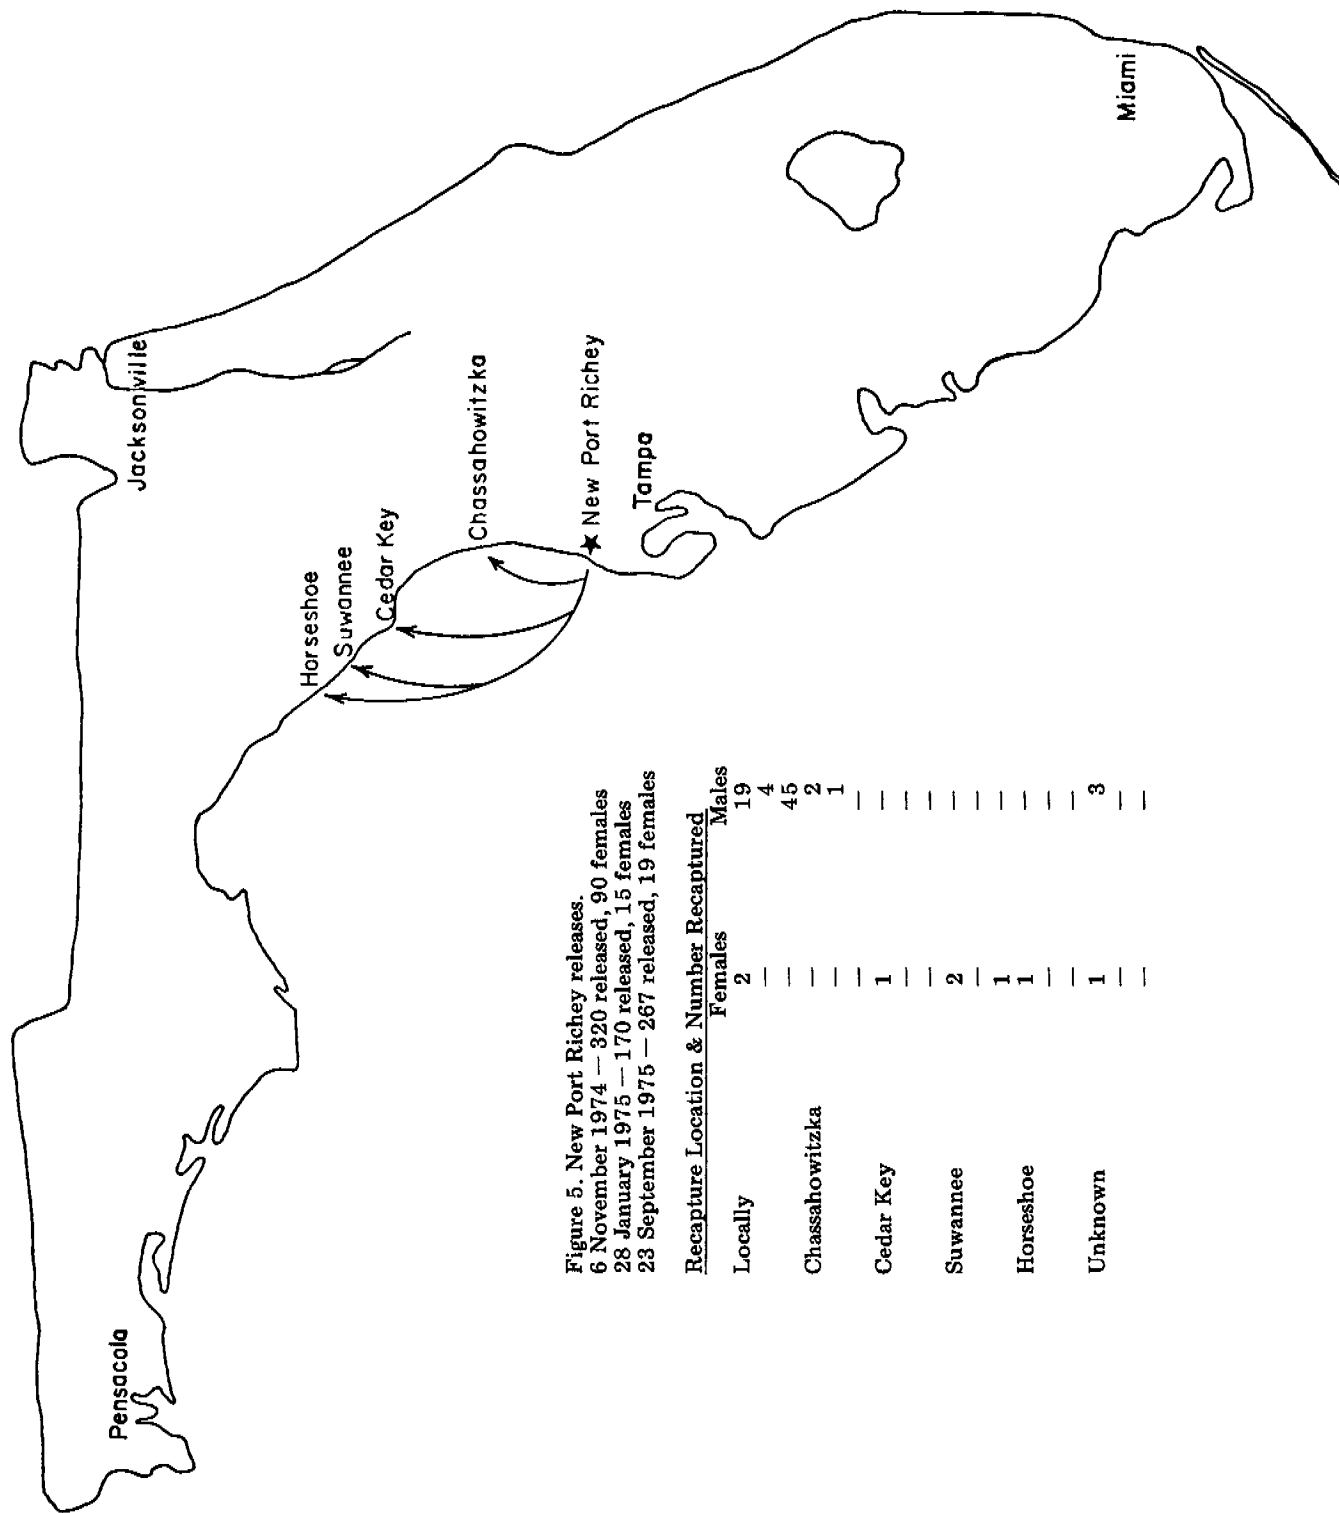 Jacksonville
Pensacola
Horseshoe
Suwannee
Cedar Key
Chassahowitzka
New Port Richey
Tampa
Miami
Figure 5. New Port Richey releases.
6 November 1974 — 320 released, 90 females
28 January 1975 — 170 released, 15 females
23 September 1975 — 267 released, 19 females
Recapture Location & Number Recaptured
Females Males
Locally 2 19
— 4
— 45
Chassahowitzka — 2
— 1
— —
Cedar Key 1 —
— —
— —
Suwannee 2 —
— —
1 —
Horseshoe 1 —
— —
— —
Unknown 1 3
— —
— —